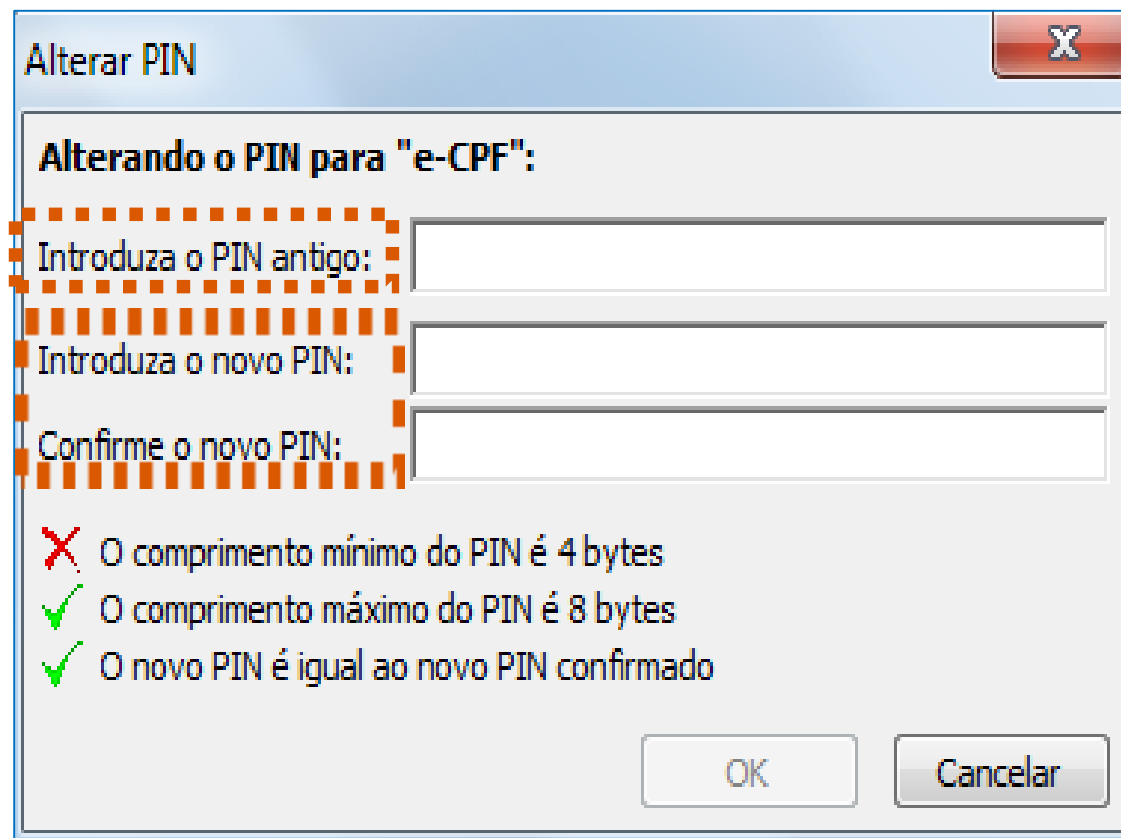 Alterar PIN
Alterando o PIN para "e-CPF":
Introduza o PIN antigo:
Introduza o novo PIN:
Confirme o novo PIN:
O comprimento mínimo do PIN é 4 bytes
O comprimento máximo do PIN é 8 bytes
O novo PIN é igual ao novo PIN confirmado
OK Cancelar